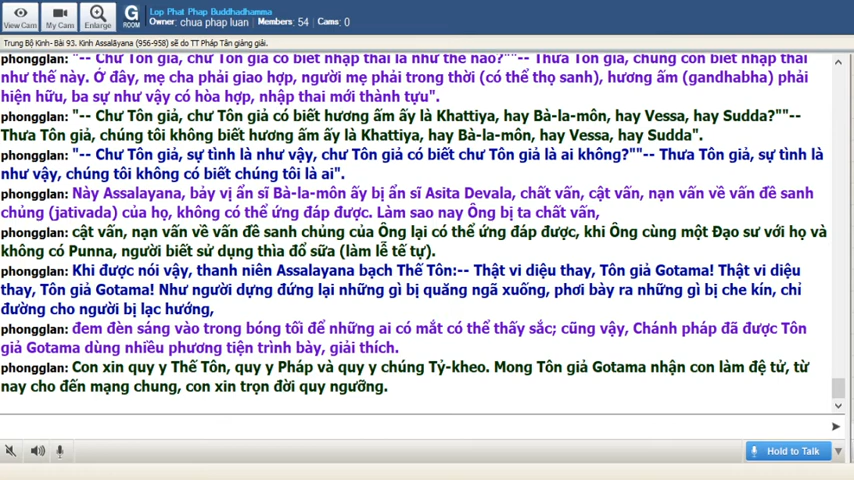 View Cam
My Cam
Enlarge
G
ROOM
Lop Phat Phap Buddhadhamma
Owner: chua phap luan Members: 54 Cams: 0
Trung Bộ Kinh- Bài 93. Kinh Assalâyana (956-958) sẽ do TT Pháp Tân giảng giải.
phongglan: "-- Chư Tôn giả, chư Tôn giả có biết nhập thai là như thế nào?""-- Thưa Tôn giả, chúng con biết nhập thai
như thế này. Ở đây, mẹ cha phải giao hợp, người mẹ phải trong thời (có thể thọ sanh), hương ấm (gandhabha) phải
hiện hữu, ba sự như vậy có hòa hợp, nhập thai mới thành tựu".
phongglan: "-- Chư Tôn giả, chư Tôn giả có biết hương ấm ấy là Khattiya, hay Bà-la-môn, hay Vessa, hay Sudda?""--
Thưa Tôn giả, chúng tôi không biết hương ấm ấy là Khattiya, hay Bà-la-môn, hay Vessa, hay Sudda".
phongglan: "-- Chư Tôn giả, sự tình là như vậy, chư Tôn giả có biết chư Tôn giả là ai không?""-- Thưa Tôn giả, sự tình là
như vậy, chúng tôi không có biết chúng tôi là ai".
phongglan: Này Assalayana, bảy vị ẩn sĩ Bà-la-môn ấy bị ẩn sĩ Asita Devala, chất vấn, cật vấn, nạn vấn về vấn đề sanh
chủng (jativada) của họ, không có thể ứng đáp được. Làm sao nay Ông bị ta chất vấn,
phongglan: cật vấn, nạn vấn về vấn đề sanh chủng của Ông lại có thể ứng đáp được, khi Ông cùng một Đạo sư với họ và
không có Punna, người biết sử dụng thìa đổ sữa (làm lễ tế tự).
phongglan: Khi được nói vậy, thanh niên Assalayana bạch Thế Tôn:-- Thật vi diệu thay, Tôn giả Gotama! Thật vi diệu
thay, Tôn giả Gotama! Như người dựng đứng lại những gì bị quăng ngã xuống, phơi bày ra những gì bị che kín, chỉ
đường cho người bị lạc hướng,
phongglan: đem đèn sáng vào trong bóng tối để những ai có mắt có thể thấy sắc; cũng vậy, Chánh pháp đã được Tôn
giả Gotama dùng nhiều phương tiện trình bày, giải thích.
phongglan: Con xin quy y Thế Tôn, quy y Pháp và quy y chúng Tỷ-kheo. Mong Tôn giả Gotama nhận con làm đệ tử, từ
nay cho đến mạng chung, con xin trọn đời quy ngưỡng.
Hold to Talk